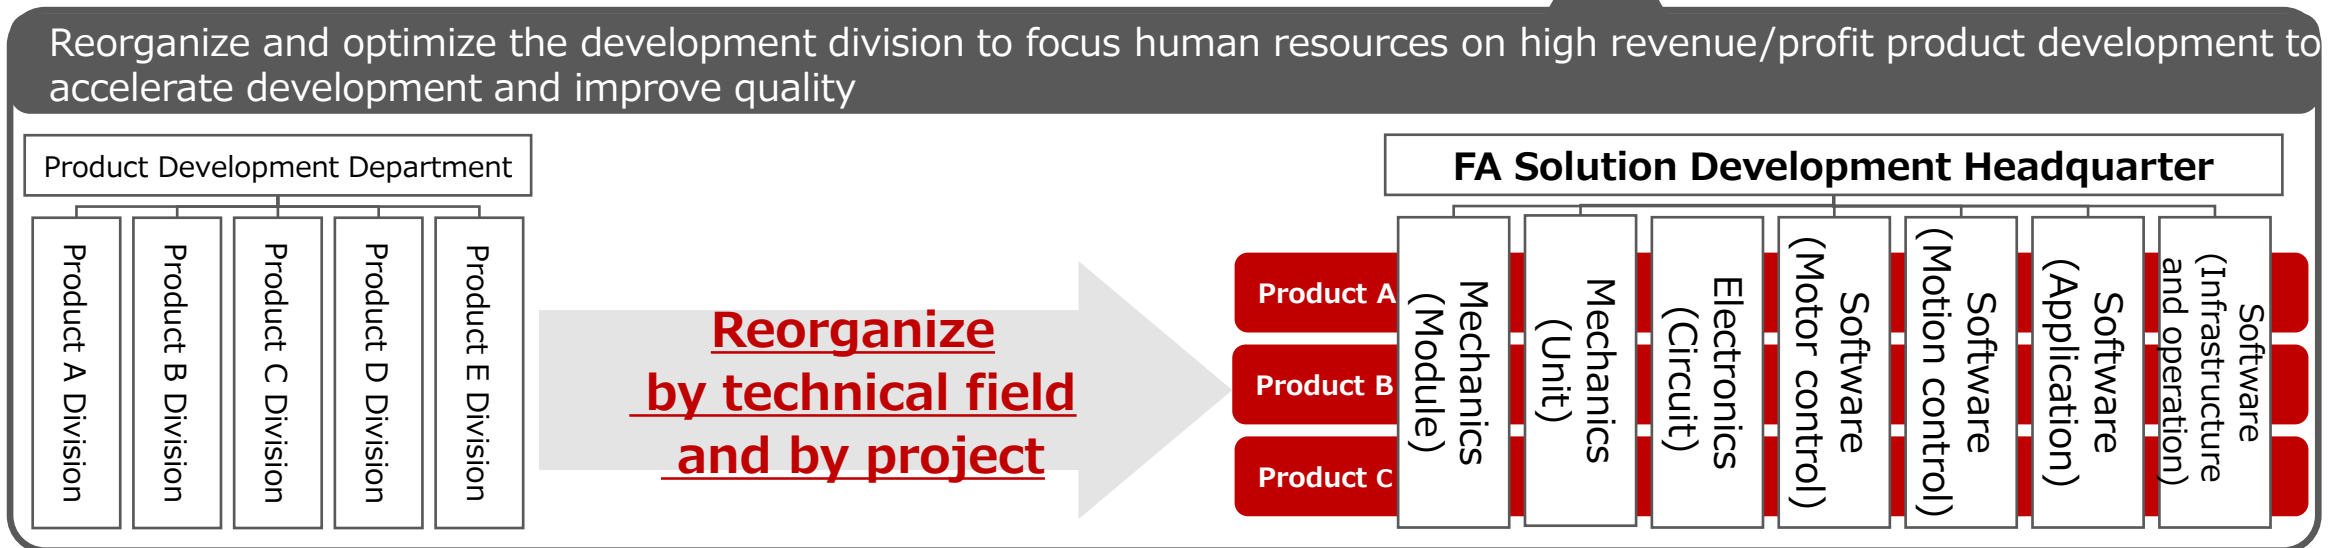 Reorganize and optimize the development division to focus human resources on high revenue/profit product development to
accelerate development and improve quality
Product Development Department
Product A Division
Product B Division
Product C Division
Product D Division
Product E Division
Reorganize
by technical field
and by project
FA Solution Development Headquarter
Product A
Product B
Product C
Mechanics
(Module)
Mechanics
(Unit)
Electronics
(Circuit)
Software
(Motor control)
Software
(Motion control)
Software
(Application)
Software
(Infrastructure
and operation)